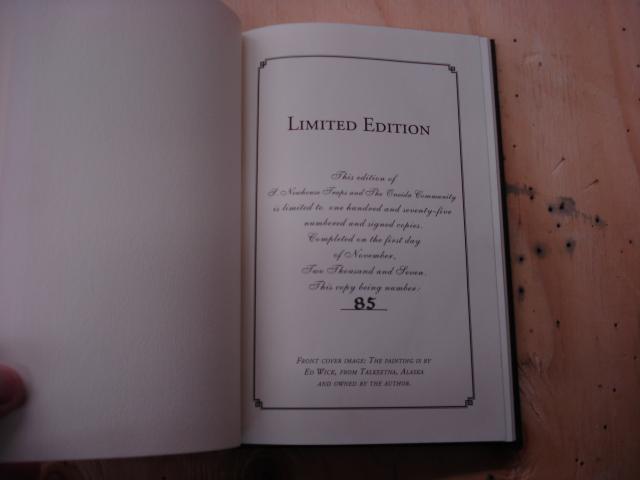 LIMITED EDITION
This edition of
S. Newhouse Traps and The Oneida Community
is limited to one hundred and seventy-five
numbered and signed copies.
Completed on the first day
of November,
Two Thousand and Seven.
This copy being number:
85
FRONT COVER IMAGE: THE PAINTING IS BY
ED WICK, FROM TALKEETNA, ALASKA
AND OWNED BY THE AUTHOR.